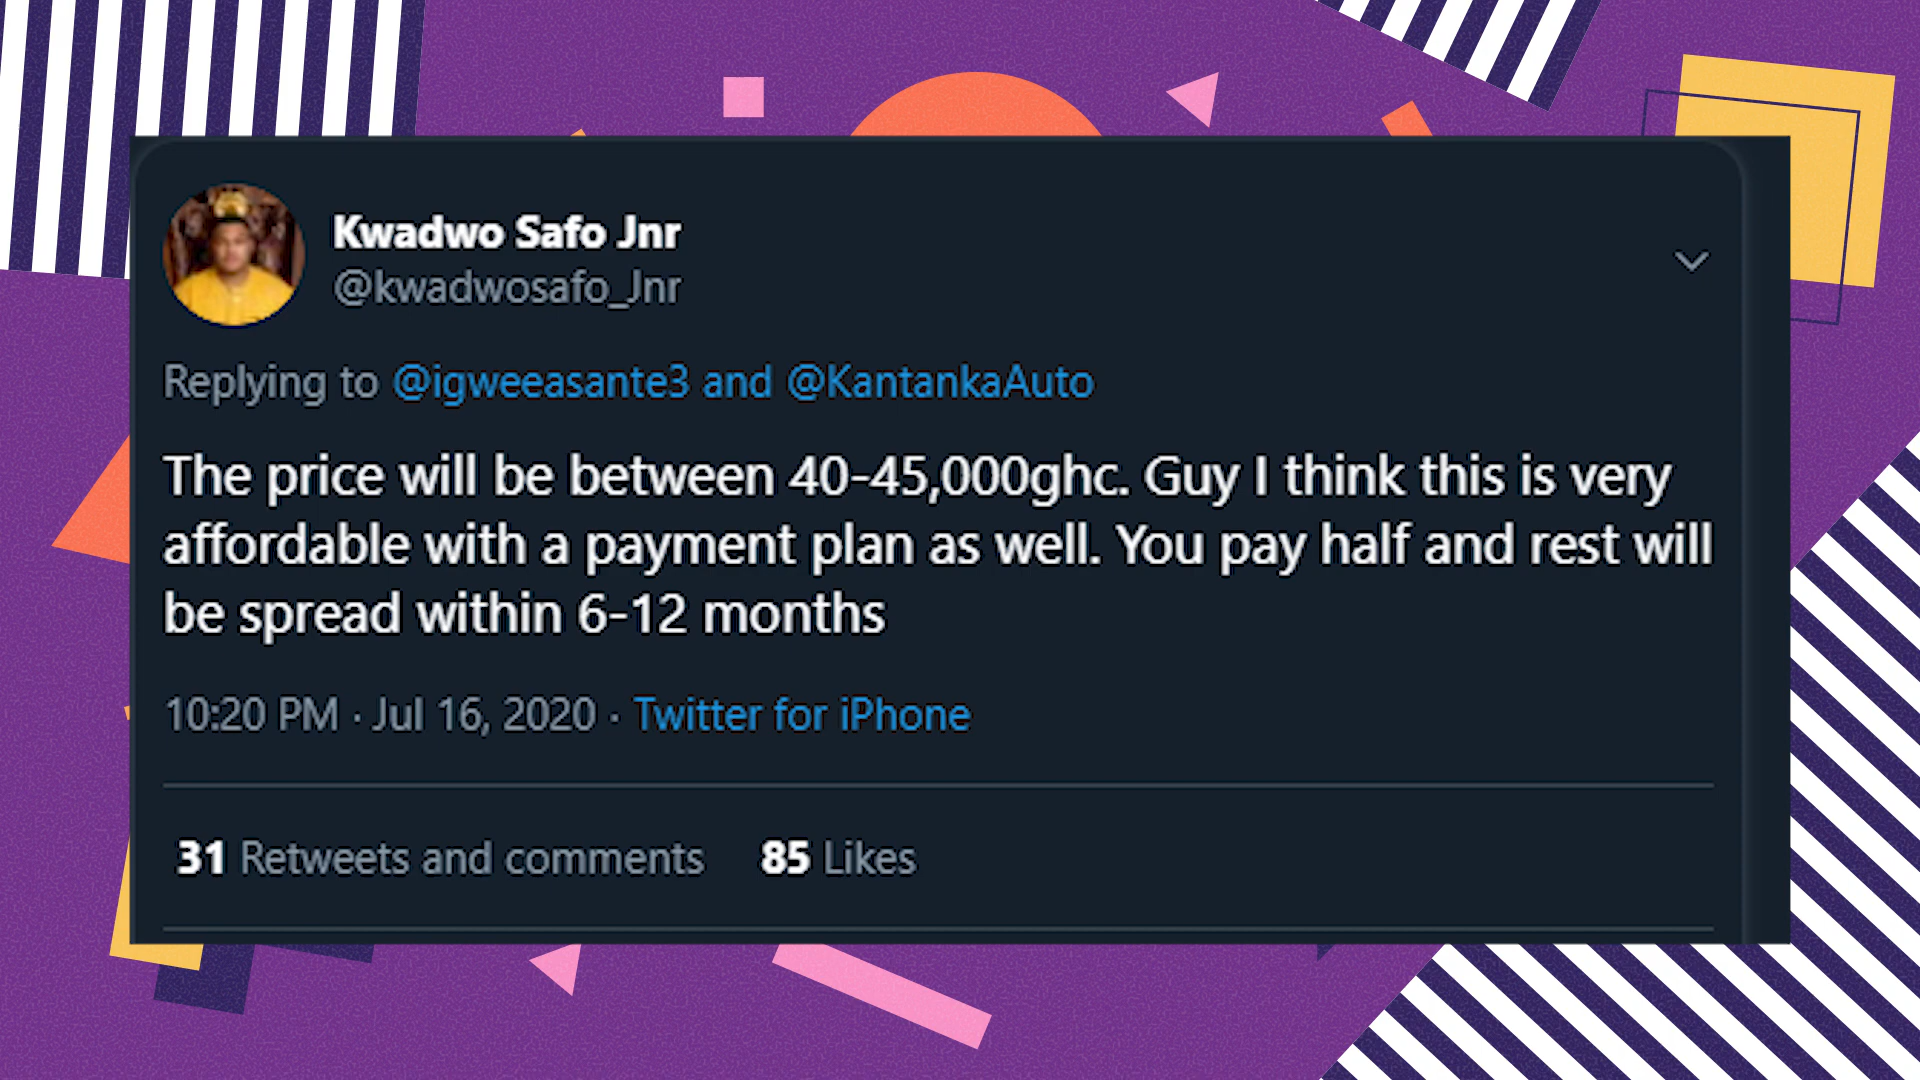 Kwadwo Safo Jnr
@kwadwosafo_Jnr
Replying to @igweeasante3 and @KantankaAuto
The price will be between 40-45,000ghc. Guy I think this is very
affordable with a payment plan as well. You pay half and rest will
be spread within 6-12 months
10:20 PM · Jul 16, 2020 · Twitter for iPhone
31 Retweets and comments 85 Likes